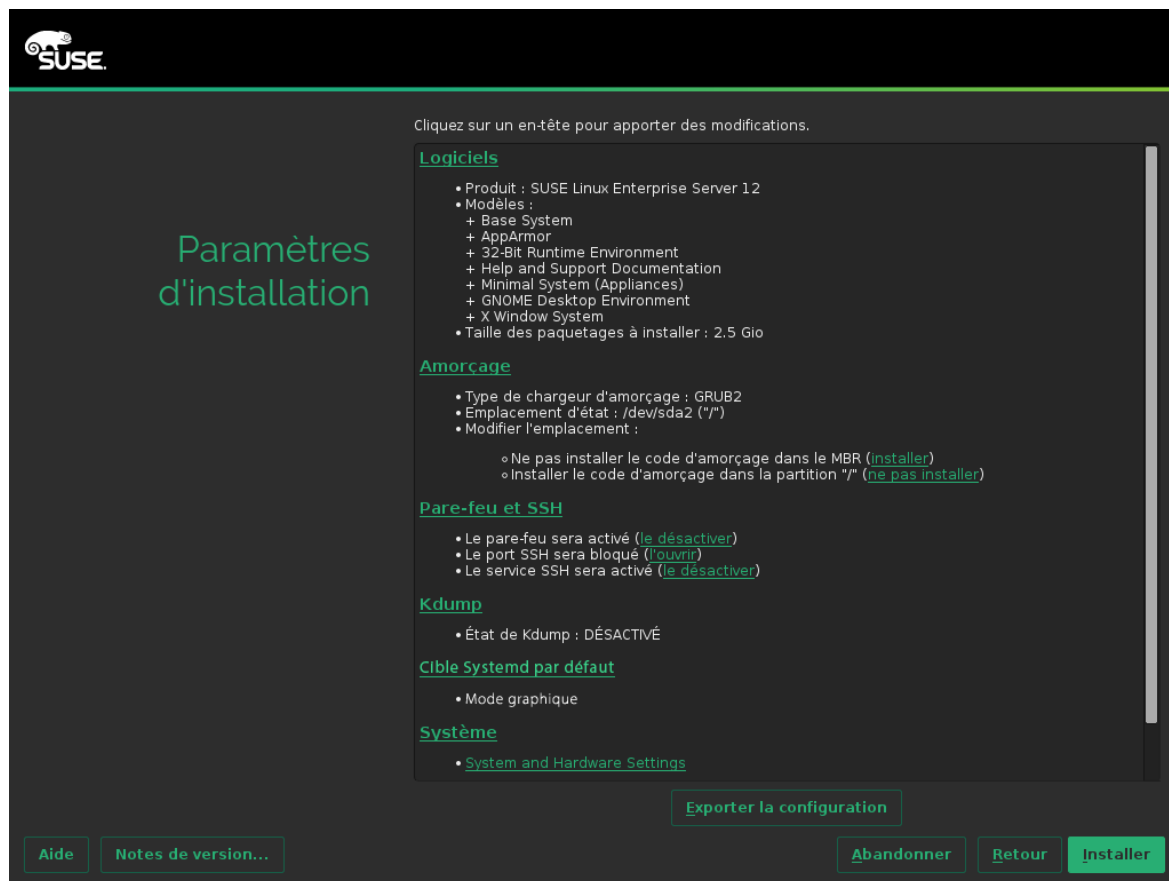 SUSE.
Cliquez sur un en-tête pour apporter des modifications.
Paramètres
d'installation
Logiciels
• Produit : SUSE Linux Enterprise Server 12
• Modèles :
+ Base System
+ AppArmor
+ 32-Bit Runtime Environment
+ Help and Support Documentation
+ Minimal System (Appliances)
+ GNOME Desktop Environment
+ X Window System
• Taille des paquetages à installer : 2.5 Gio
Amorçage
• Type de chargeur d'amorçage : GRUB2
• Emplacement d'état : /dev/sda2 ("/")
• Modifier l'emplacement :
◦ Ne pas installer le code d'amorçage dans le MBR (installer)
◦ Installer le code d'amorçage dans la partition "/" (ne pas installer)
Pare-feu et SSH
• Le pare-feu sera activé (le désactiver)
• Le port SSH sera bloqué (l'ouvrir)
• Le service SSH sera activé (le désactiver)
Kdump
• État de Kdump : DÉSACTIVÉ
Cible Systemd par défaut
• Mode graphique
Système
• System and Hardware Settings
Exporter la configuration
Aide Notes de version... Abandonner Retour Installer